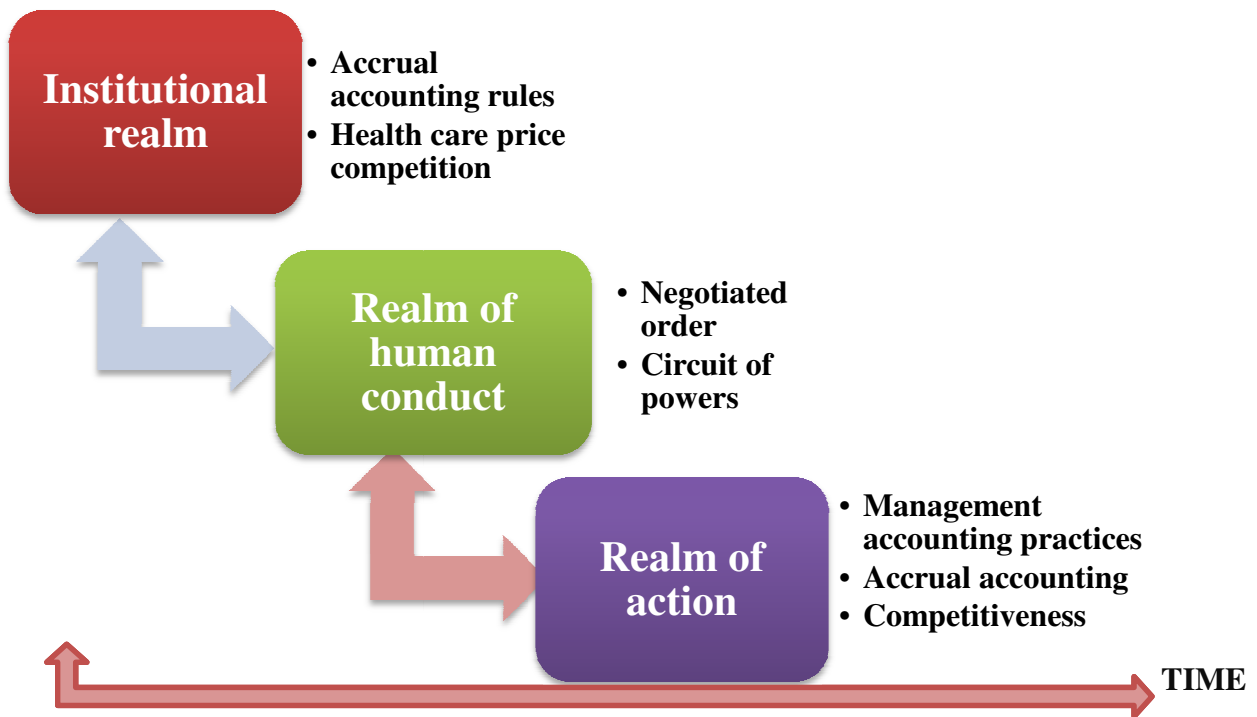 Institutional
realm
• Accrual
accounting rules
• Health care price
competition
Realm of
human
conduct
• Negotiated
order
• Circuit of
powers
Realm of
action
• Management
accounting practices
• Accrual accounting
• Competitiveness
TIME